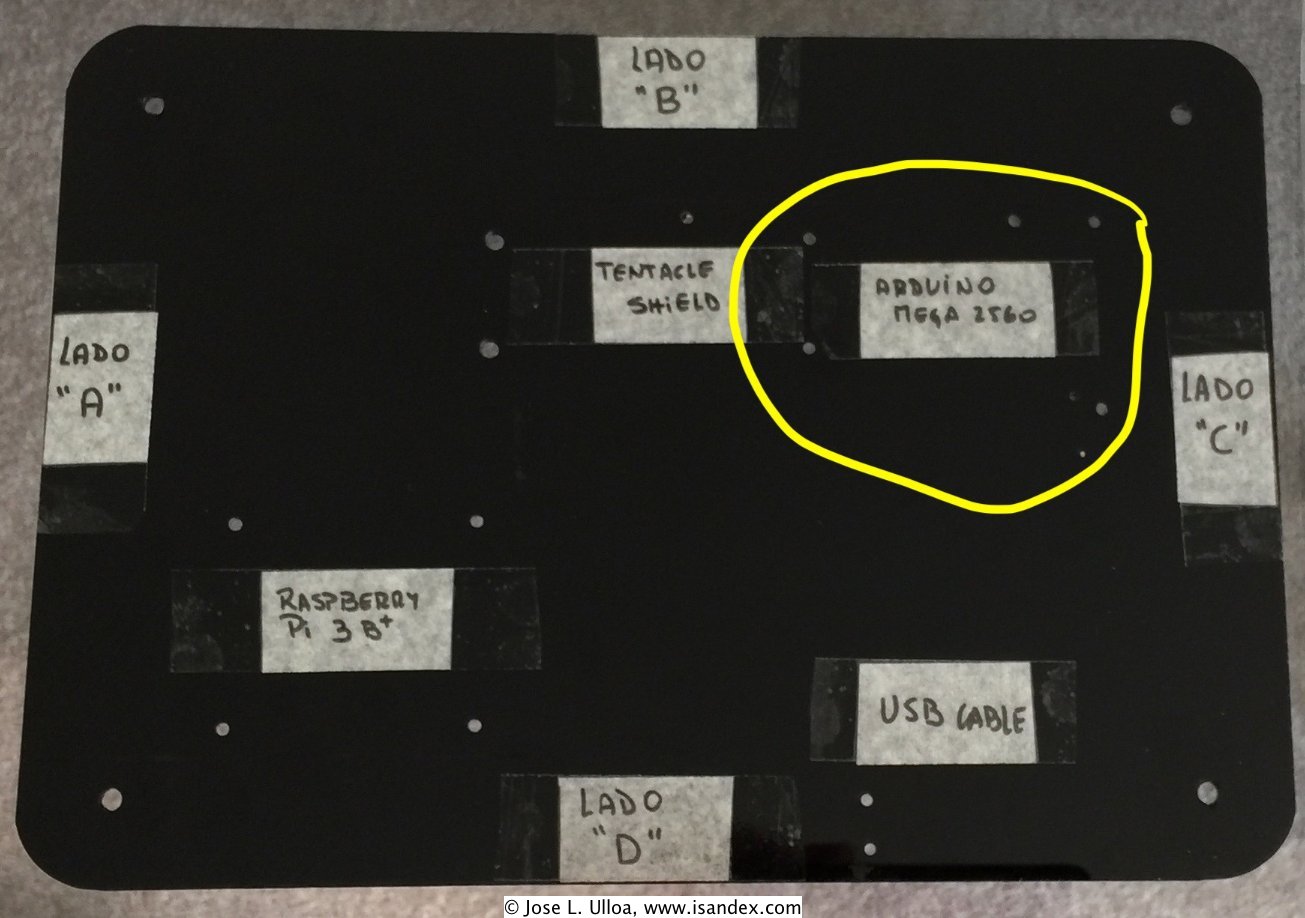 LADO
"B"
TENTACLE
SHiELD
ARDUiNO
MEGA 2560
LADO
"A"
LADO
"C"
RASPBERRY
Pi 3 B+
USB CABLE
LADO
"D"
© Jose L. Ulloa, www.isandex.com